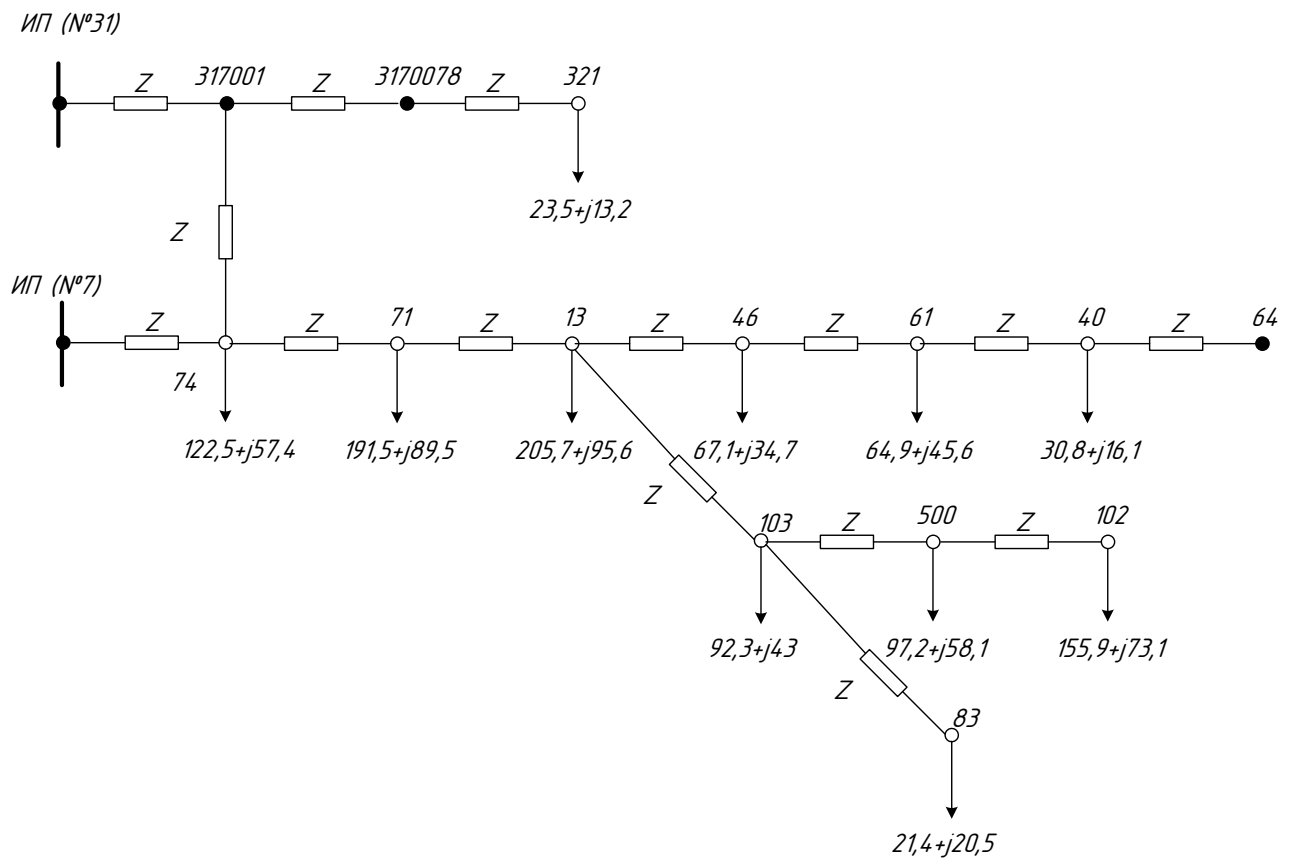 ИП (№31)
Z 317001 Z 3170078 Z 321
23,5+j13,2
Z
ИП (№7)
Z Z 71 Z 13 Z 46 Z 61 Z 40 Z 64
74
122,5+j57,4 191,5+j89,5 205,7+j95,6 67,1+j34,7 64,9+j45,6 30,8+j16,1
Z
103 Z 500 Z 102
92,3+j43 97,2+j58,1 155,9+j73,1
Z
83
21,4+j20,5